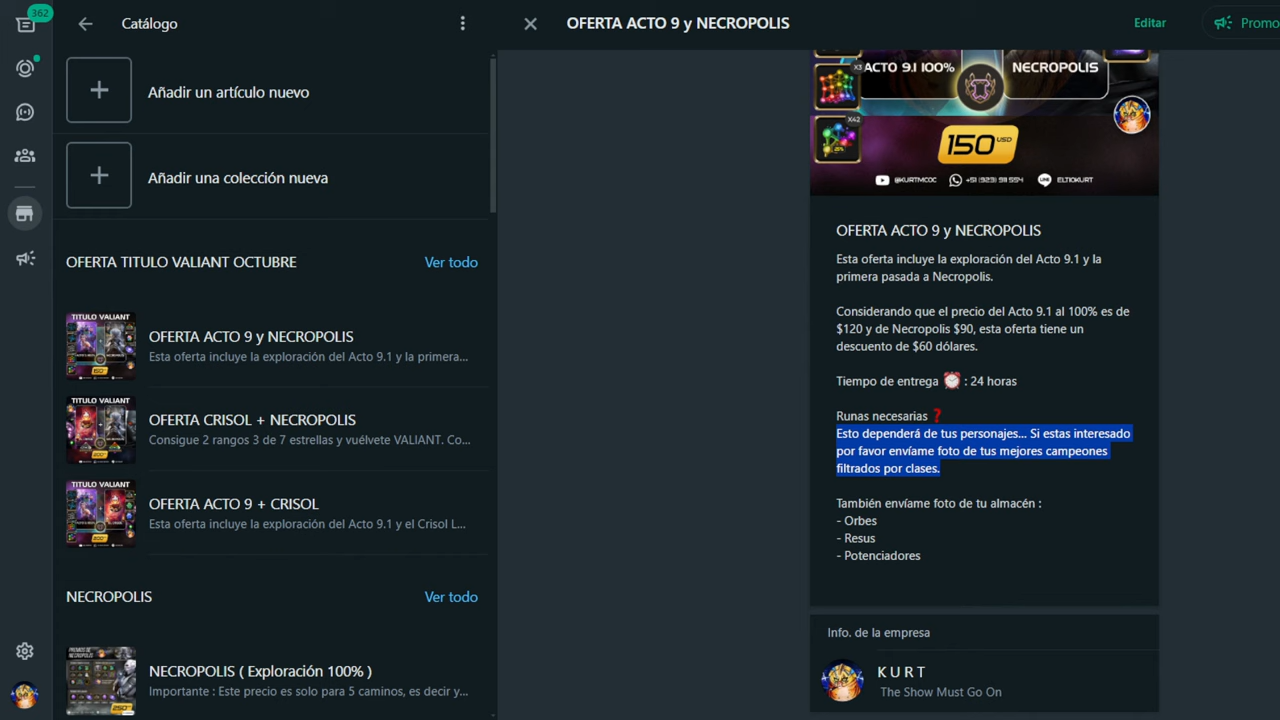 362
Catálogo
OFERTA ACTO 9 y NECROPOLIS
Editar
Promo
Añadir un artículo nuevo
Añadir una colección nueva
OFERTA TITULO VALIANT OCTUBRE
Ver todo
TITULO VALIANT
OFERTA ACTO 9 y NECROPOLIS
Esta oferta incluye la exploración del Acto 9.1 y la primera...
TITULO VALIANT
OFERTA CRISOL + NECROPOLIS
Consigue 2 rangos 3 de 7 estrellas y vuélvete VALIANT. Co...
TITULO VALIANT
OFERTA ACTO 9 + CRISOL
Esta oferta incluye la exploración del Acto 9.1 y el Crisol L...
NECROPOLIS
Ver todo
NECROPOLIS ( Exploración 100% )
Importante : Este precio es solo para 5 caminos, es decir y...
X3
ACTO 9.1 100%
NECROPOLIS
X42
150 USD
@KURTMCOC
+51 (923) 911 554
ELTIOKURT
OFERTA ACTO 9 y NECROPOLIS
Esta oferta incluye la exploración del Acto 9.1 y la
primera pasada a Necropolis.
Considerando que el precio del Acto 9.1 al 100% es de
$120 y de Necropolis $90, esta oferta tiene un
descuento de $60 dólares.
Tiempo de entrega ⏰ : 24 horas
Runas necesarias ❓
Esto dependerá de tus personajes... Si estas interesado
por favor envíame foto de tus mejores campeones
filtrados por clases.
También envíame foto de tu almacén :
- Orbes
- Resus
- Potenciadores
Info. de la empresa
K U R T
The Show Must Go On